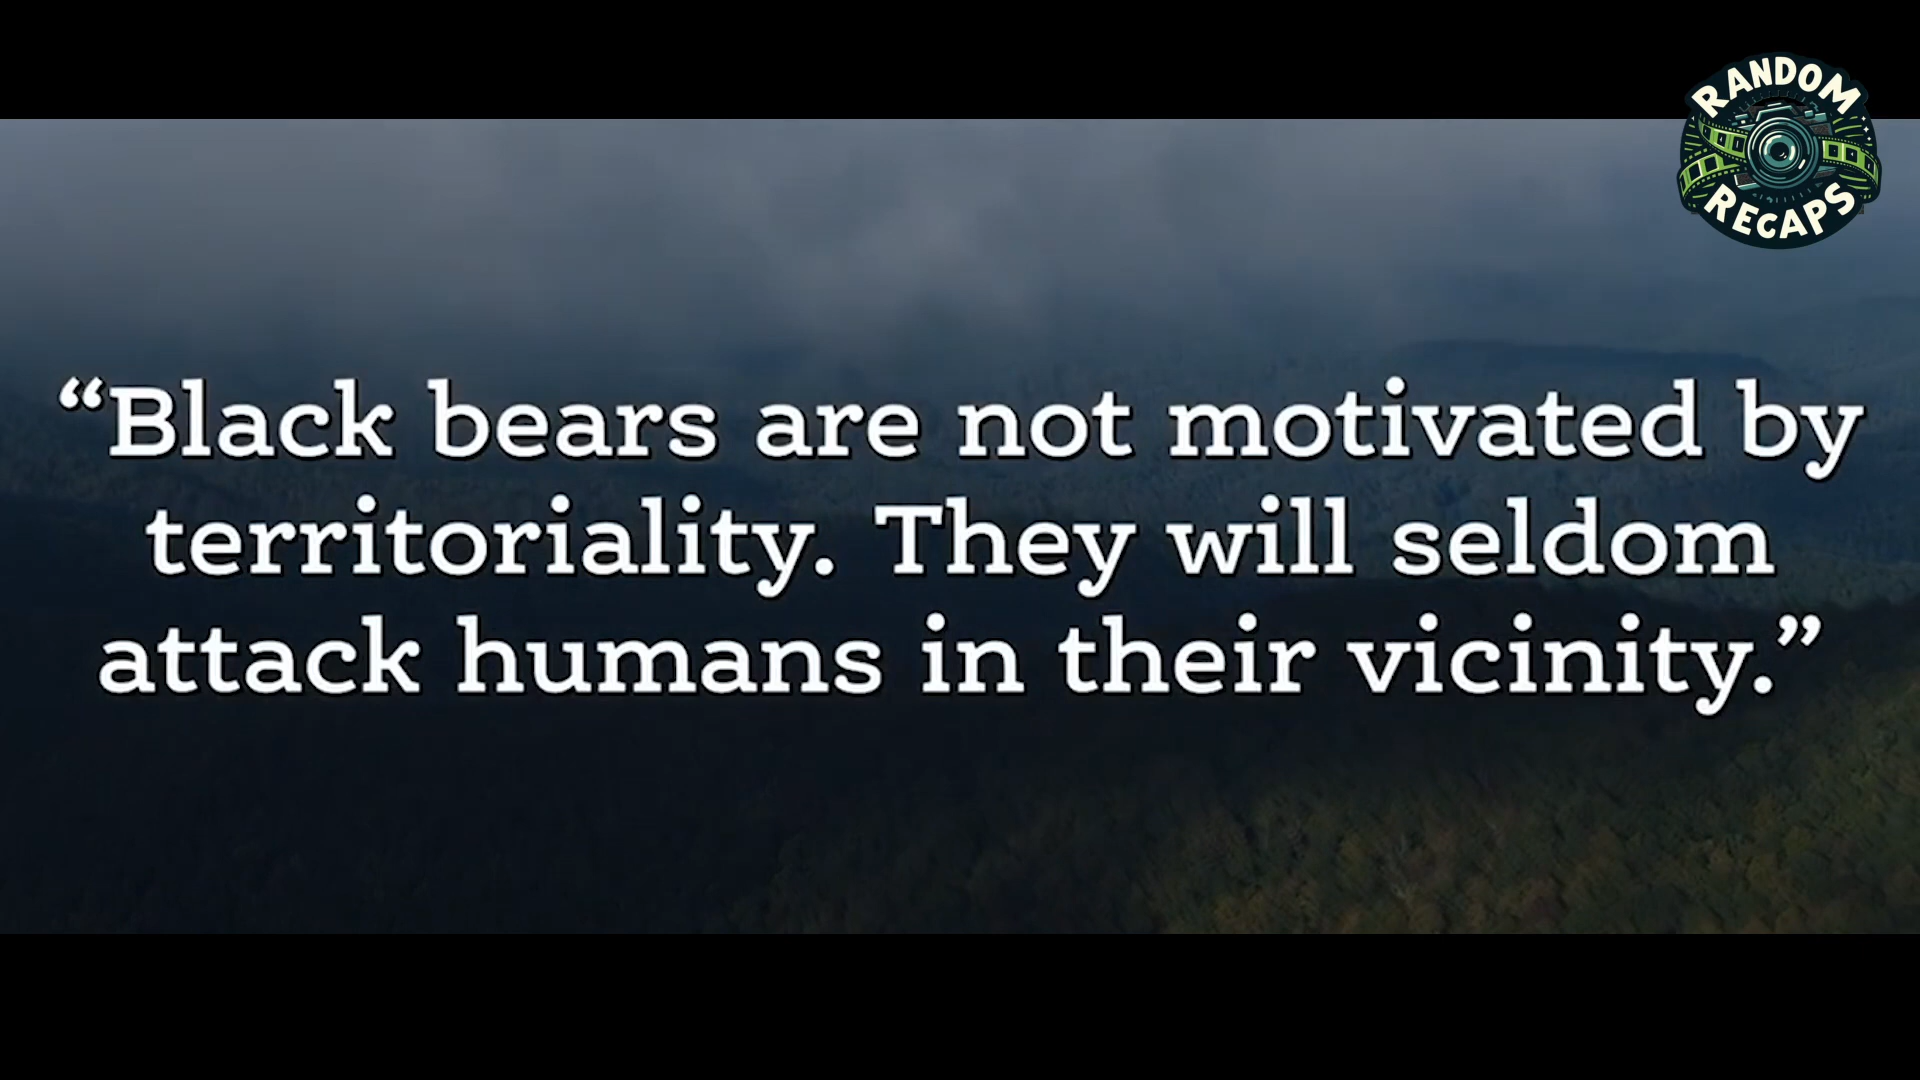 RANDOM
RECAPS
“Black bears are not motivated by
territoriality. They will seldom
attack humans in their vicinity.”